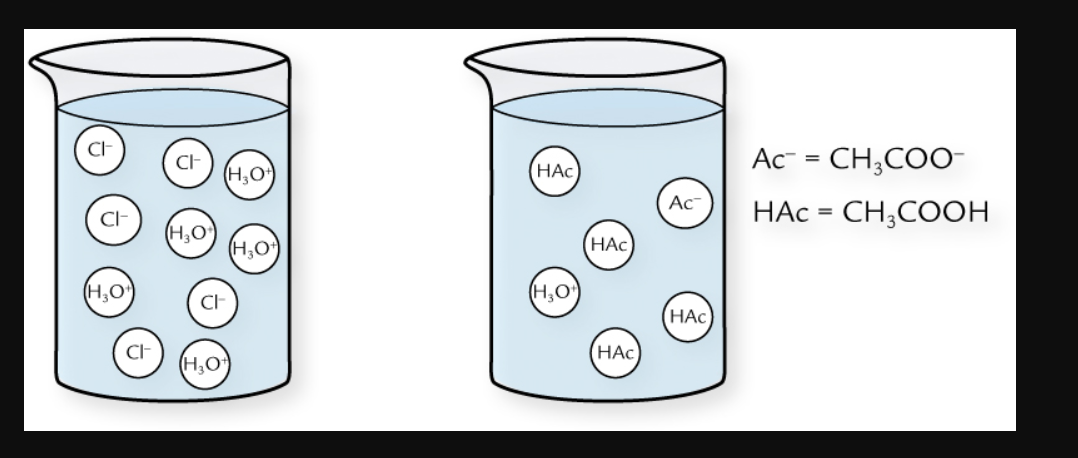 Cl⁻
Cl⁻
H₃O⁺
Cl⁻
H₃O⁺
H₃O⁺
H₃O⁺
Cl⁻
Cl⁻
H₃O⁺
HAc
Ac⁻
HAc
H₃O⁺
HAc
HAc
Ac⁻ = CH₃COO⁻
HAc = CH₃COOH